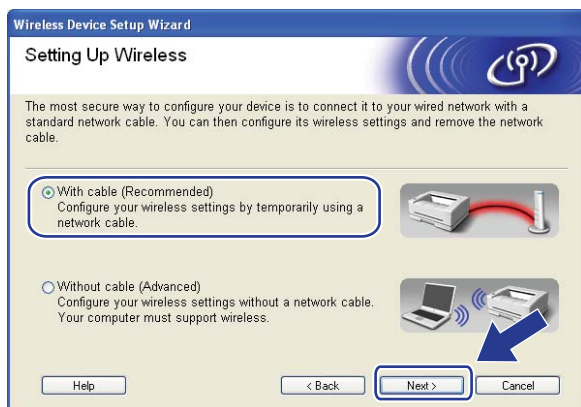 Wireless Device Setup Wizard
Setting Up Wireless
The most secure way to configure your device is to connect it to your wired network with a
standard network cable. You can then configure its wireless settings and remove the network
cable.
With cable (Recommended)
Configure your wireless settings by temporarily using a
network cable.
Without cable (Advanced)
Configure your wireless settings without a network cable.
Your computer must support wireless.
Help
< Back
Next >
Cancel